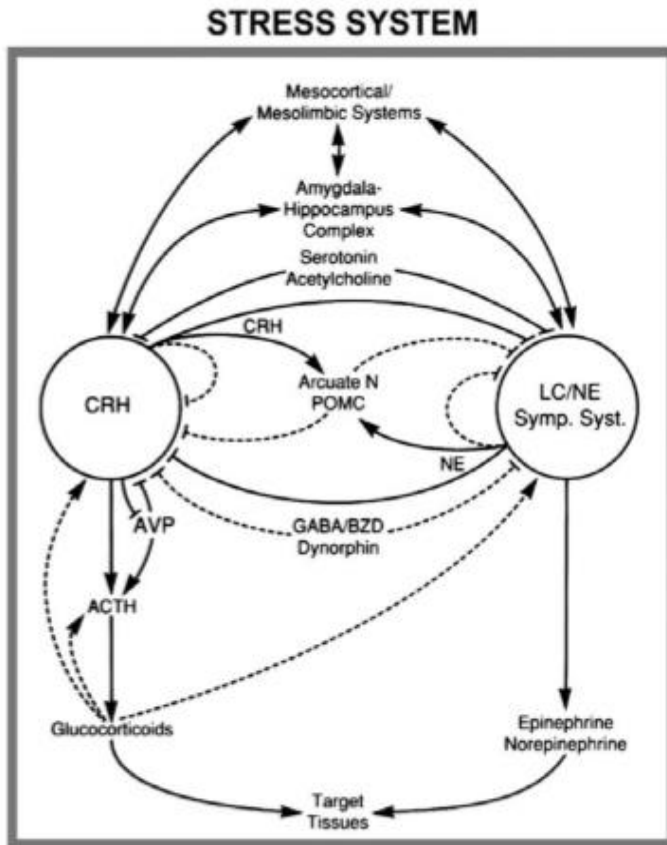 STRESS SYSTEM
Mesocortical/
Mesolimbic Systems
Amygdala-
Hippocampus
Complex
Serotonin
Acetylcholine
CRH
CRH
Arcuate N
POMC
LC/NE
Symp. Syst.
NE
AVP
GABA/BZD
Dynorphin
ACTH
Glucocorticoids
Epinephrine
Norepinephrine
Target
Tissues